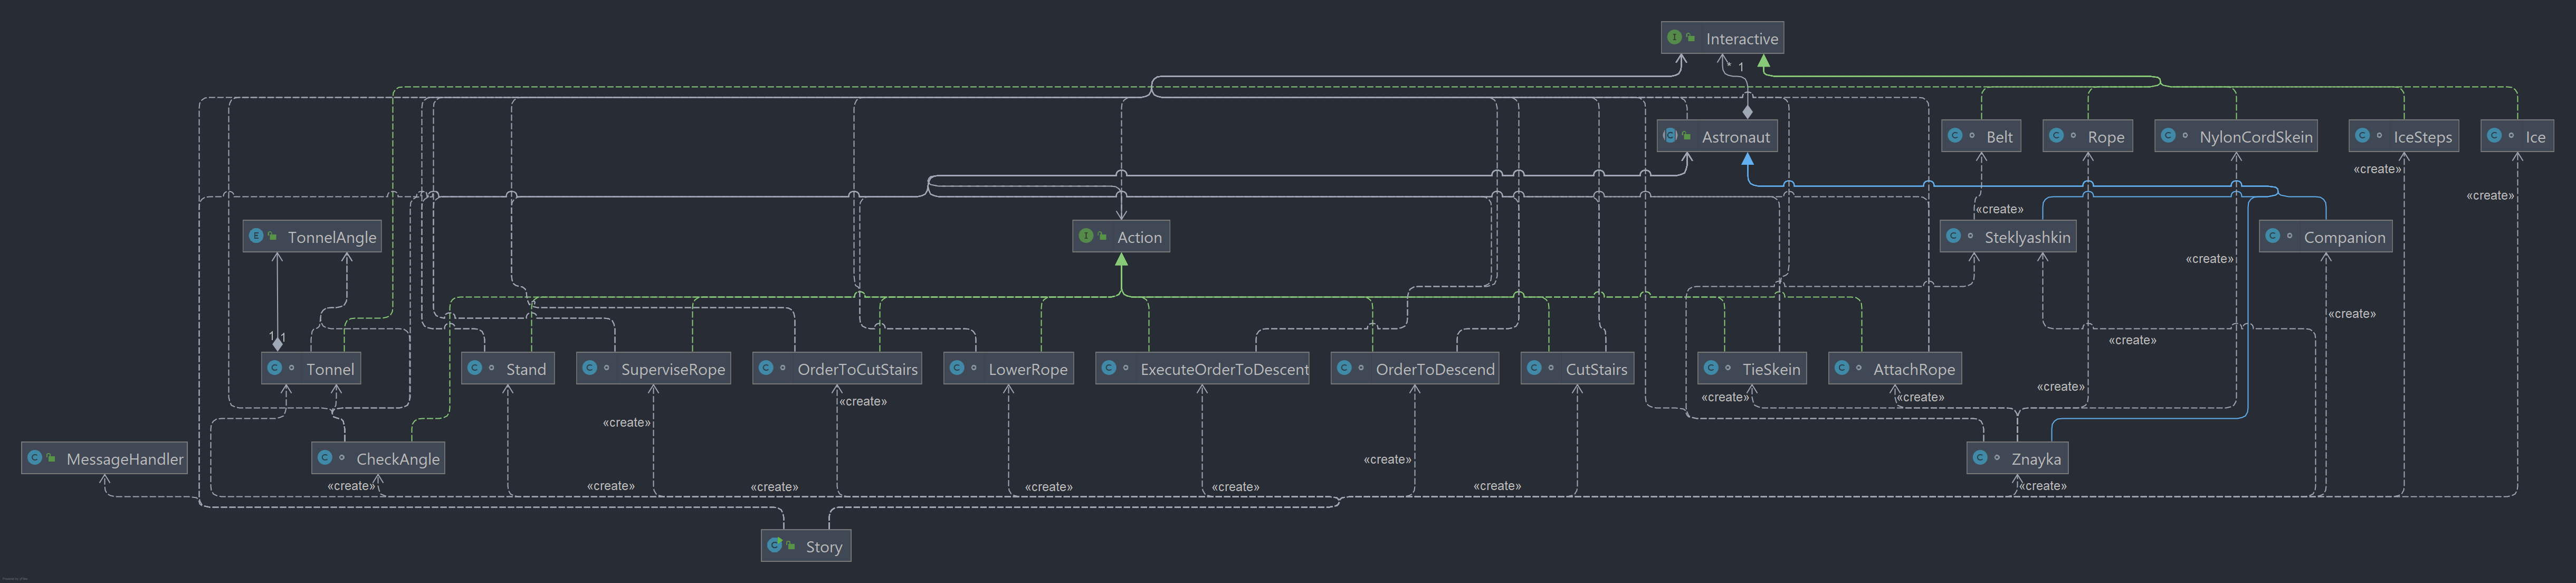 Interactive
1
*
Astronaut
Belt
Rope
NylonCordSkein
IceSteps
Ice
«create»
«create»
«create»
TonnelAngle
Action
Steklyashkin
Companion
«create»
«create»
1
1
«create»
Tonnel
Stand
SuperviseRope
OrderToCutStairs
LowerRope
ExecuteOrderToDescent
OrderToDescend
CutStairs
TieSkein
AttachRope
«create»
«create»
«create»
«create»
«create»
MessageHandler
CheckAngle
«create»
Znayka
«create»
«create»
«create»
«create»
«create»
«create»
«create»
Story